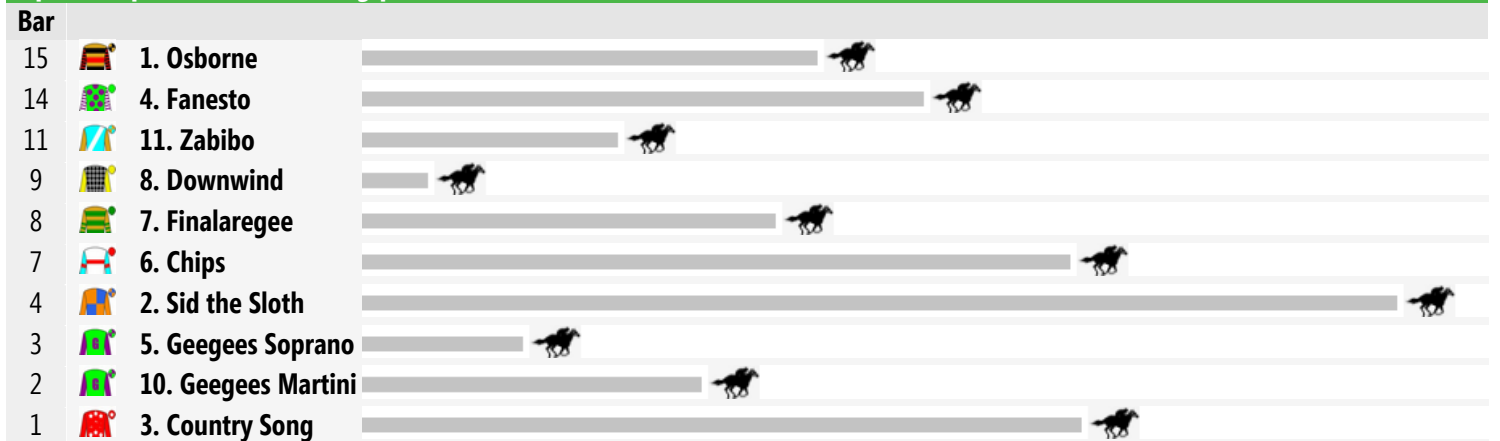 Bar
15 1. Osborne
14 4. Fanesto
11 11. Zabibo
9 8. Downwind
8 7. Finalaregee
7 6. Chips
4 2. Sid the Sloth
3 G 5. Geegees Soprano
2 G 10. Geegees Martini
1 3. Country Song